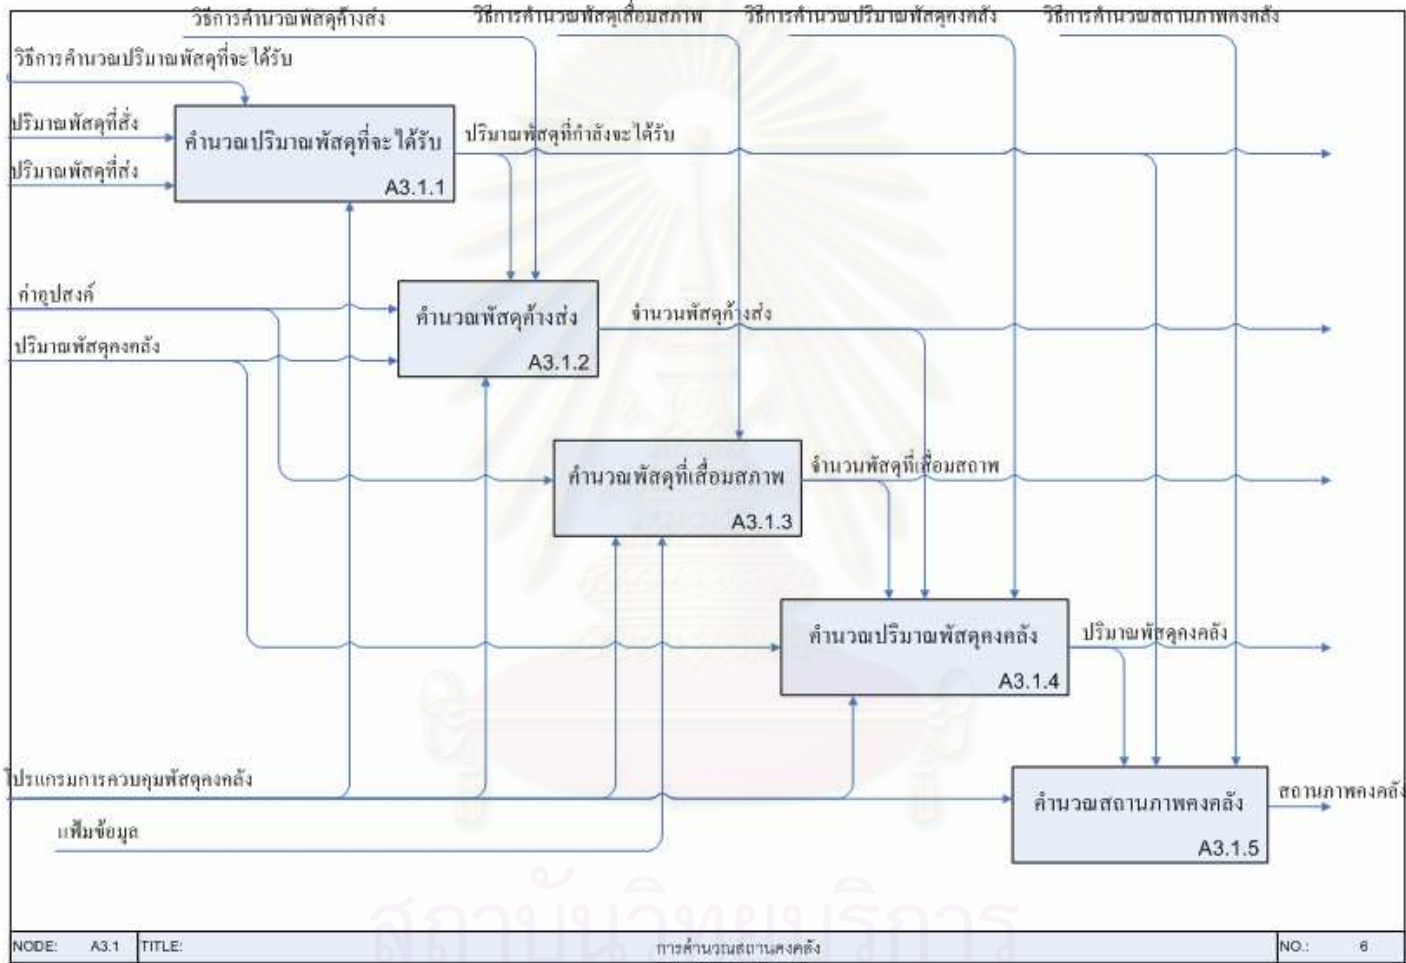 วิธีการคำนวณพัสดุค้างส่ง
วิธีการคำนวณพัสดุเสื่อมสภาพ
วิธีการคำนวณปริมาณพัสดุคงคลัง
วิธีการคำนวณสถานภาพคงคลัง
วิธีการคำนวณปริมาณพัสดุที่จะได้รับ
ปริมาณพัสดุที่สั่ง
คำนวณปริมาณพัสดุที่จะได้รับ
ปริมาณพัสดุที่กำลังจะได้รับ
ปริมาณพัสดุที่ส่ง
A3.1.1
ค่าอุปสงค์
คำนวณพัสดุค้างส่ง
จำนวนพัสดุค้างส่ง
ปริมาณพัสดุคงคลัง
A3.1.2
คำนวณพัสดุที่เสื่อมสภาพ
จำนวนพัสดุที่เสื่อมสถาพ
A3.1.3
คำนวณปริมาณพัสดุคงคลัง
ปริมาณพัสดุคงคลัง
A3.1.4
โปรแกรมการควบคุมพัสดุคงคลัง
คำนวณสถานภาพคงคลัง
สถานภาพคงคลัง
แฟ้มข้อมูล
A3.1.5
สถาบันวิทยบริการ
NODE: A3.1 TITLE: การคำนวณสถานคงคลัง NO.: 6